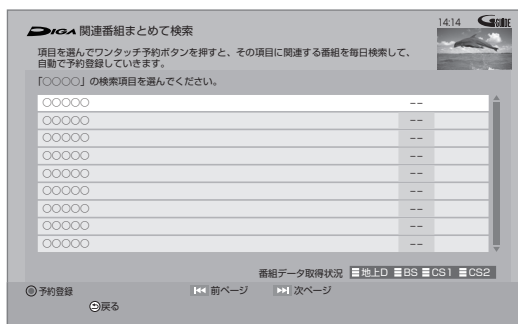 14:14 GGUIDE
DIGA 関連番組まとめて検索
項目を選んでワンタッチ予約ボタンを押すと、その項目に関連する番組を毎日検索して、
自動で予約登録していきます。
「○○○○」の検索項目を選んでください。
○○○○○ --
○○○○○ --
○○○○○ --
○○○○○ --
○○○○○ --
○○○○○ --
○○○○○ --
○○○○○ --
○○○○○ --
番組データ取得状況 地上D BS CS1 CS2
予約登録 前ページ 次ページ
戻る